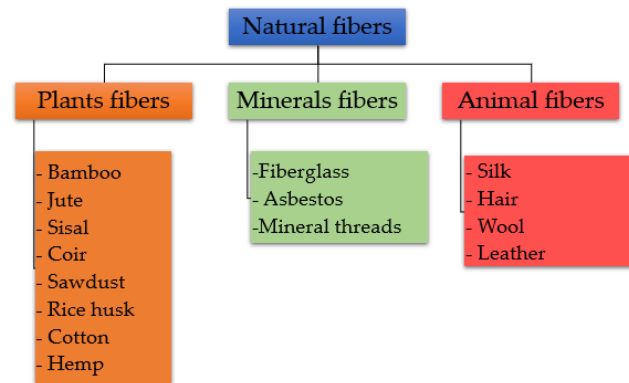 Natural fibers
Plants fibers
Minerals fibers
Animal fibers
- Bamboo
- Jute
- Sisal
- Coir
- Sawdust
- Rice husk
- Cotton
- Hemp
-Fiberglass
- Asbestos
-Mineral threads
- Silk
- Hair
- Wool
- Leather